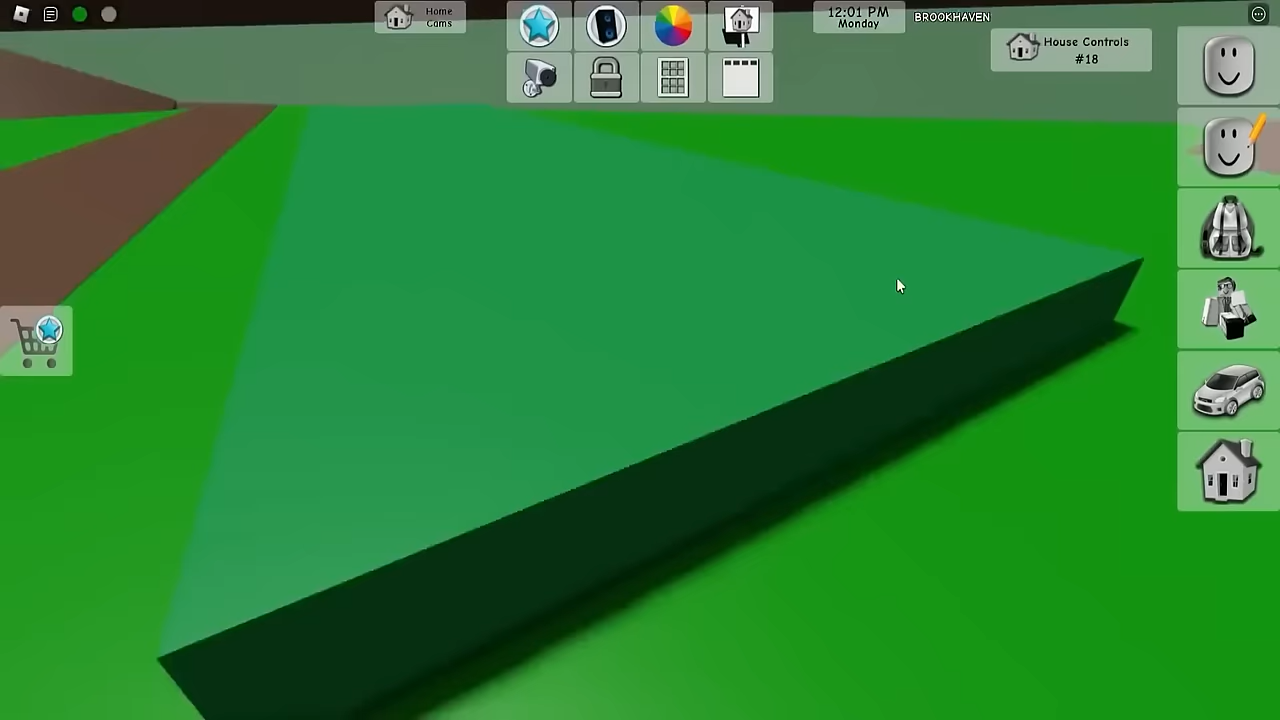 Home
Cams
12:01 PM
Monday
BROOKHAVEN
House Controls
#18